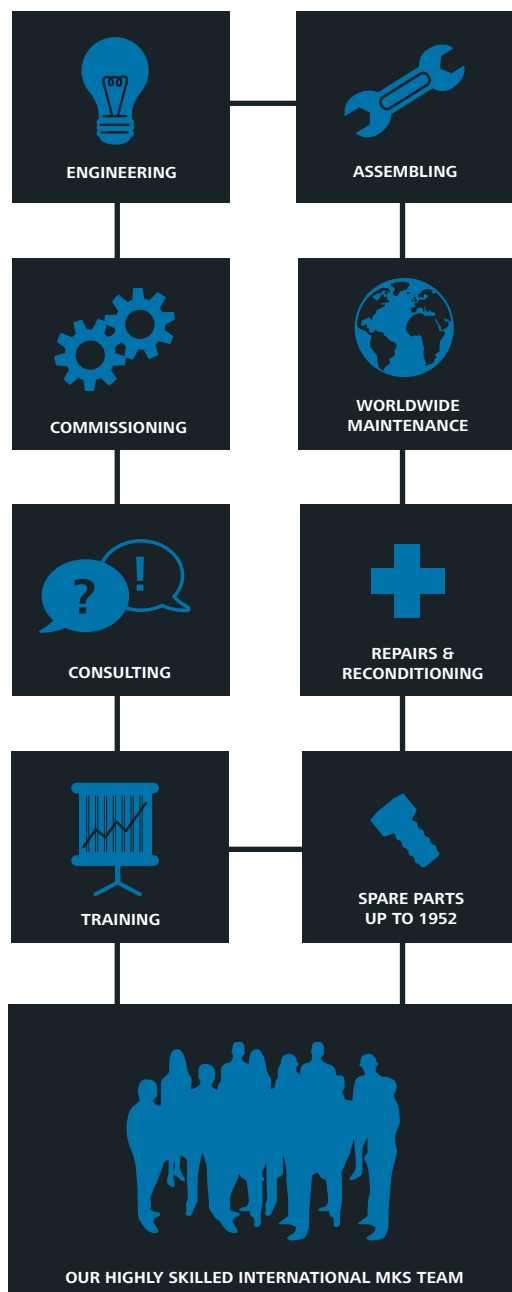 ENGINEERING
ASSEMBLING
COMMISSIONING
WORLDWIDE
MAINTENANCE
?
!
CONSULTING
REPAIRS &
RECONDITIONING
TRAINING
SPARE PARTS
UP TO 1952
OUR HIGHLY SKILLED INTERNATIONAL MKS TEAM